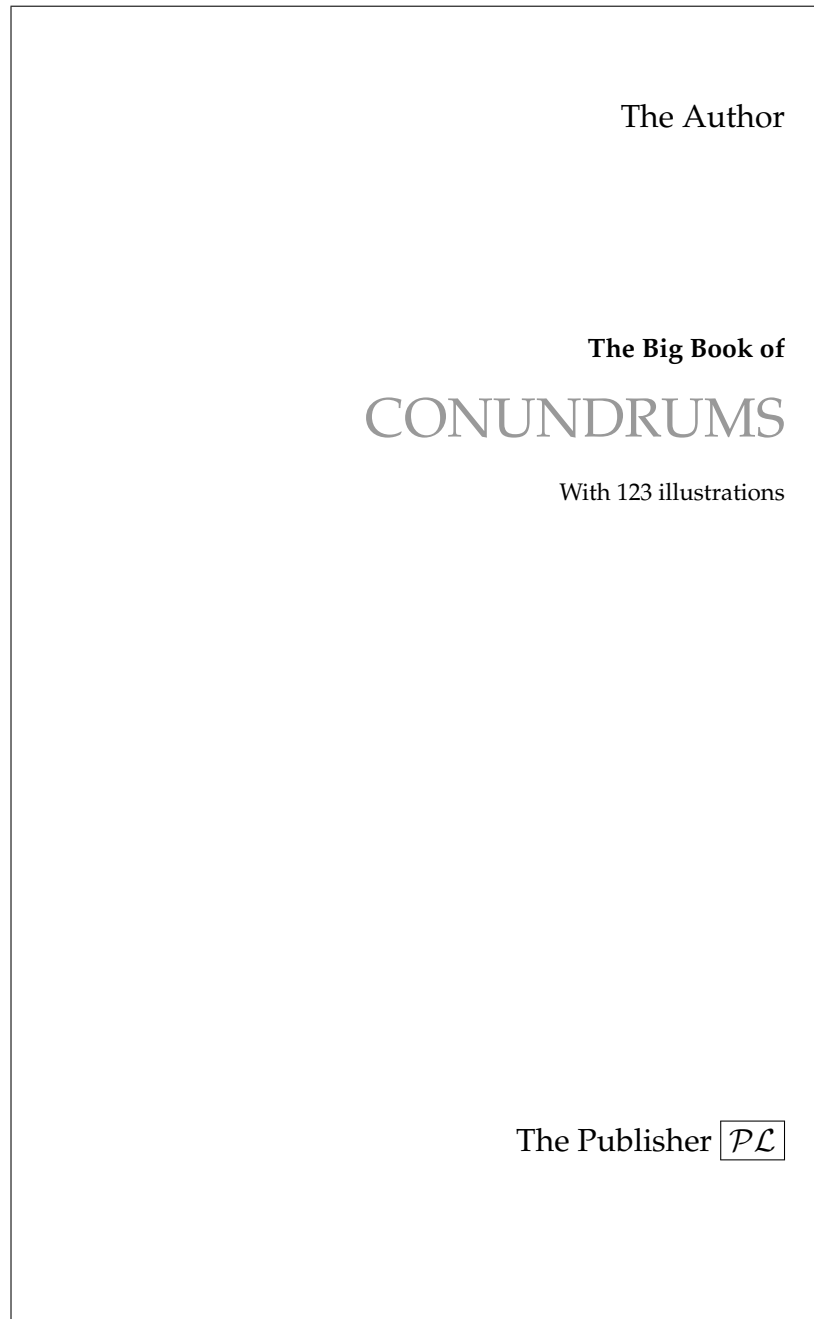 The Author
The Big Book of
CONUNDRUMS
With 123 illustrations
The Publisher PL